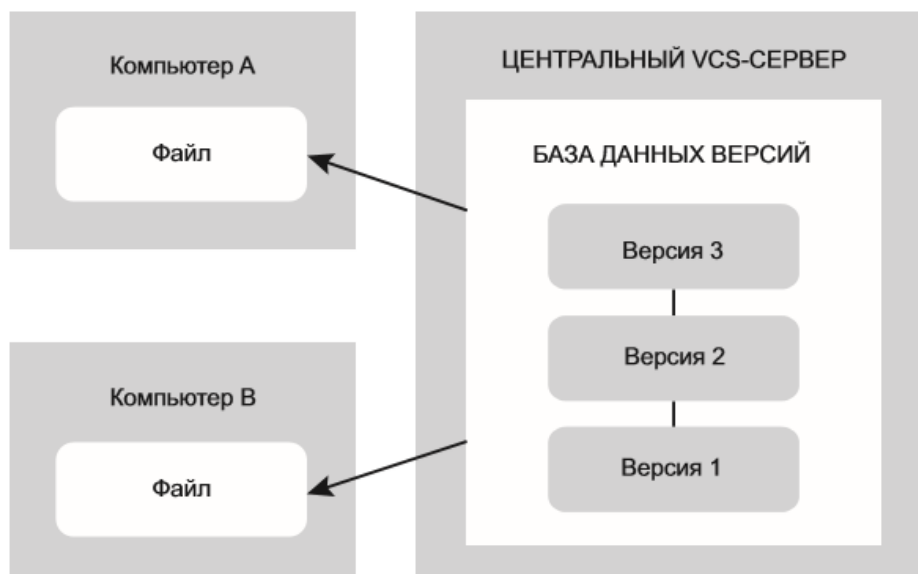 Компьютер A
Файл
Компьютер B
Файл
ЦЕНТРАЛЬНЫЙ VCS-СЕРВЕР
БАЗА ДАННЫХ ВЕРСИЙ
Версия 3
Версия 2
Версия 1